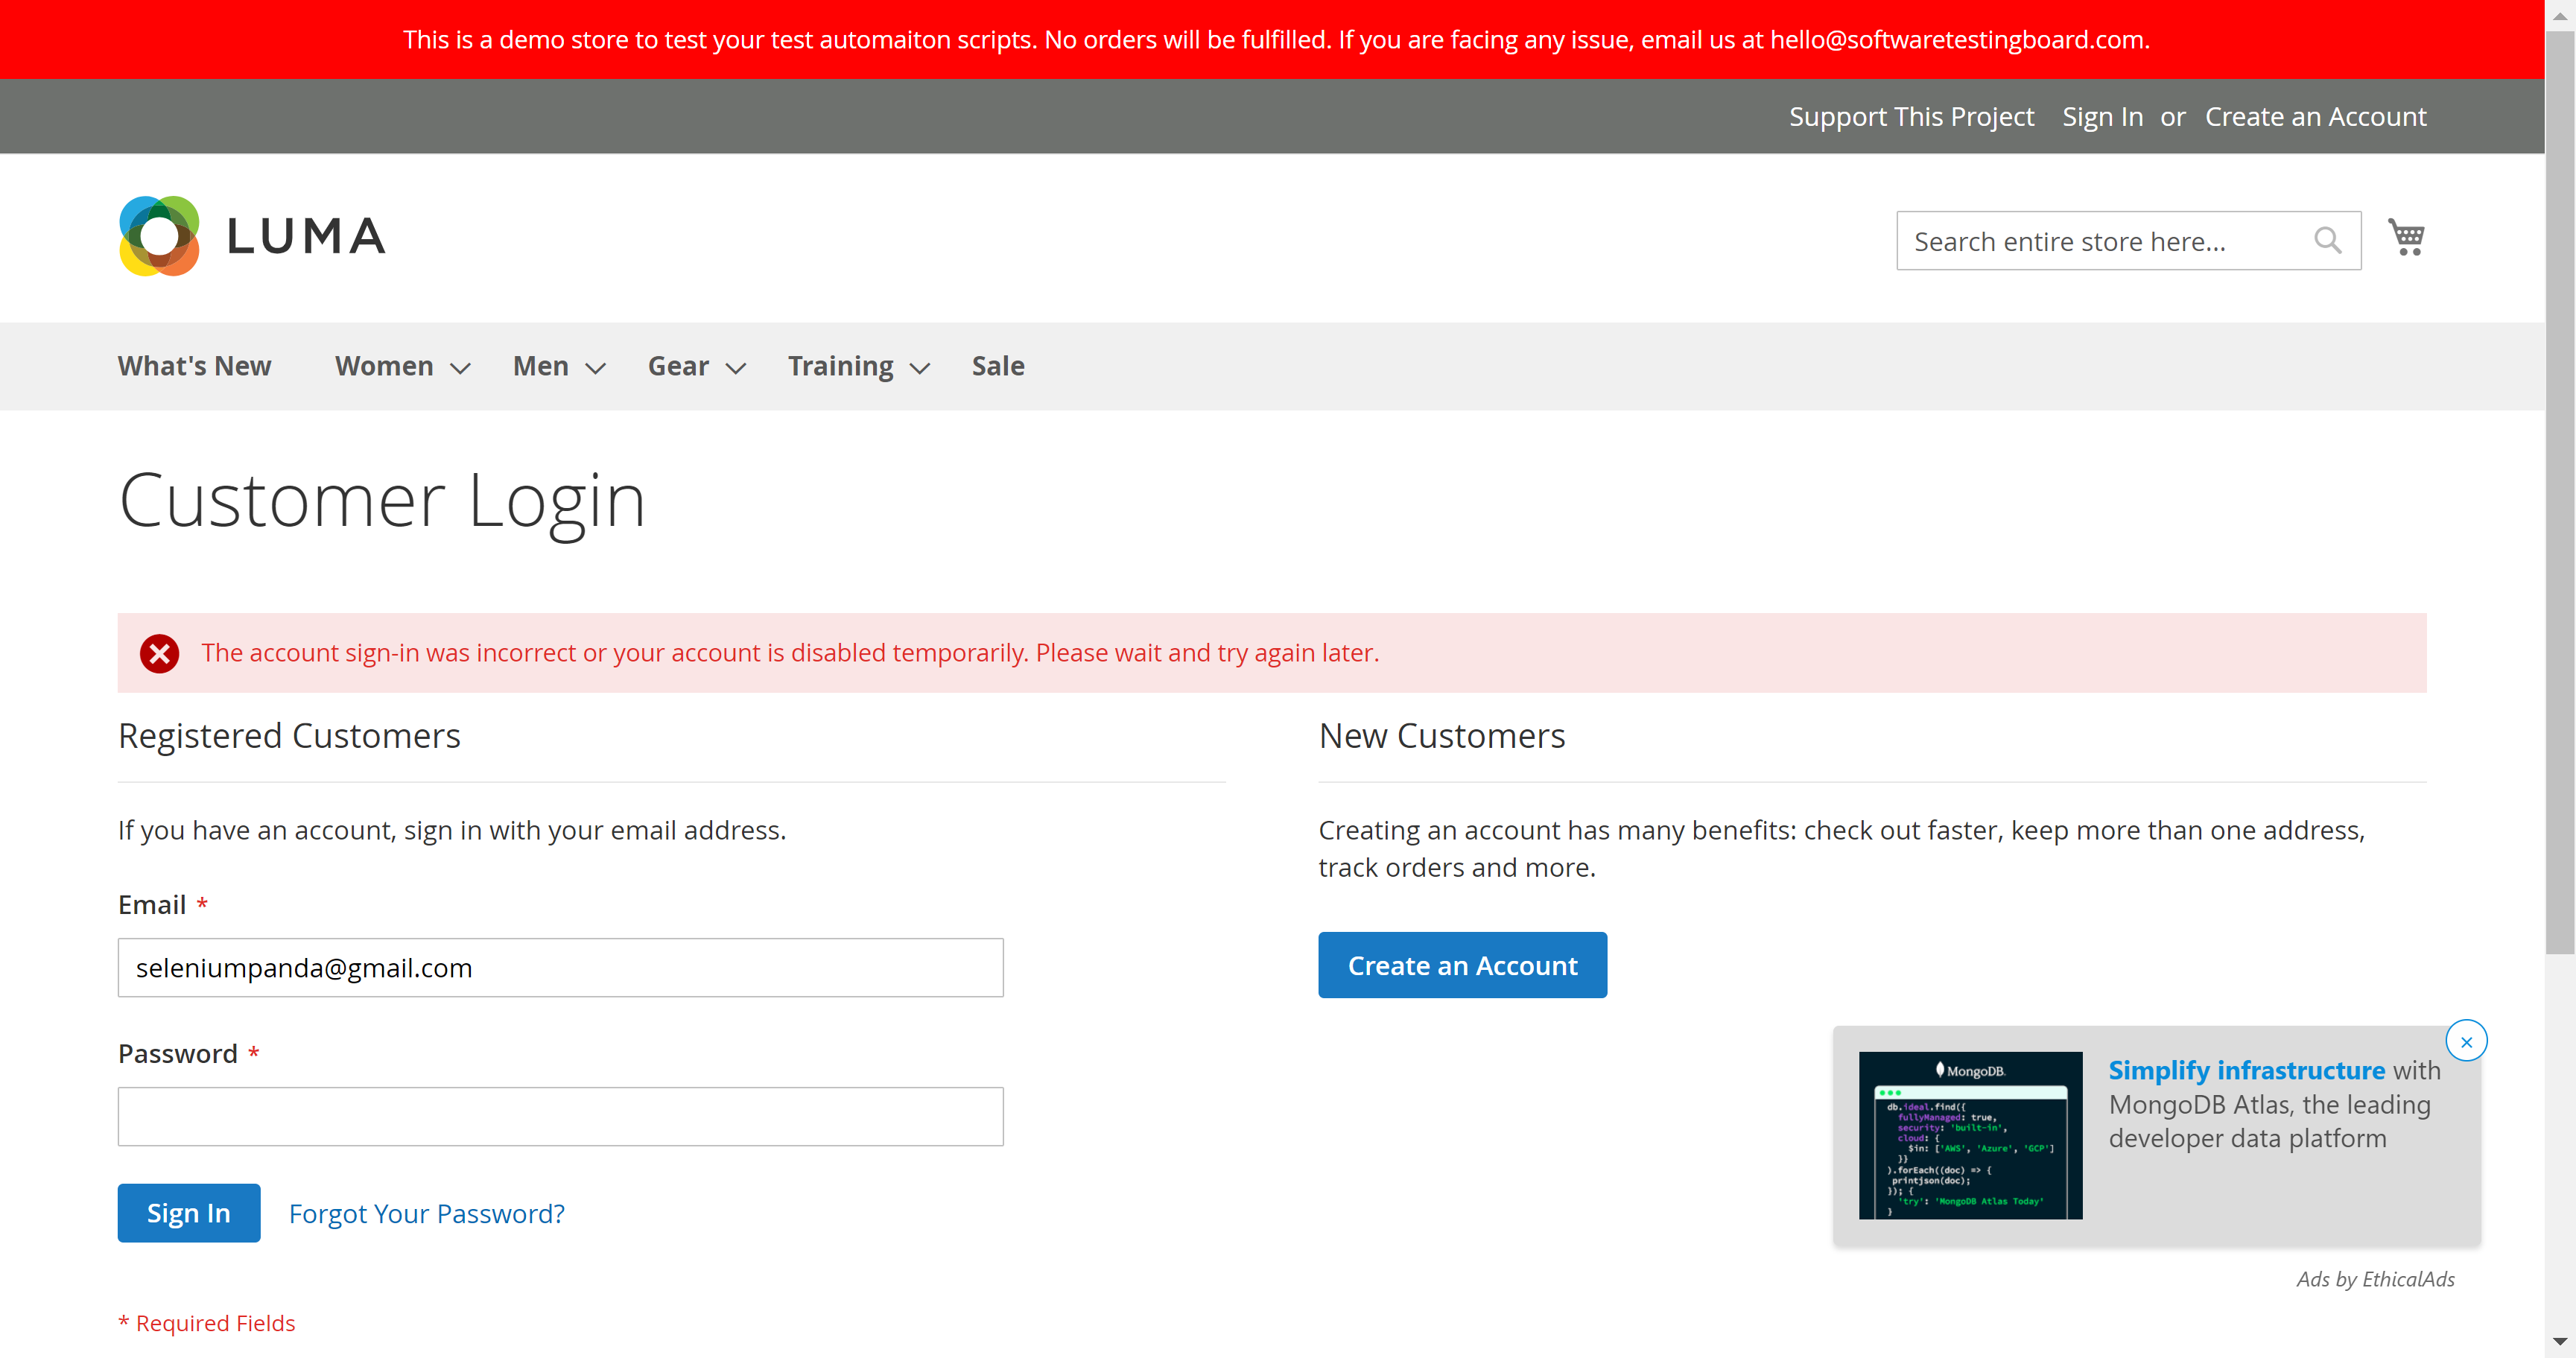 This is a demo store to test your test automaiton scripts. No orders will be fulfilled. If you are facing any issue, email us at hello@softwaretestingboard.com.
Support This Project Sign In or Create an Account
LUMA
Search entire store here...
What's New Women Men Gear Training Sale
Customer Login
The account sign-in was incorrect or your account is disabled temporarily. Please wait and try again later.
Registered Customers
If you have an account, sign in with your email address.
Email *
seleniumpanda@gmail.com
Password *
Sign In Forgot Your Password?
* Required Fields
New Customers
Creating an account has many benefits: check out faster, keep more than one address,
track orders and more.
Create an Account
MongoDB.
db.ideal.find({
fullyManaged: true,
security: 'built-in',
cloud: {
$in: ['AWS', 'Azure', 'GCP']
}}
).forEach((doc) => {
printjson(doc);
}); {
'try': 'MongoDB Atlas Today'
}
Simplify infrastructure with
MongoDB Atlas, the leading
developer data platform
Ads by EthicalAds